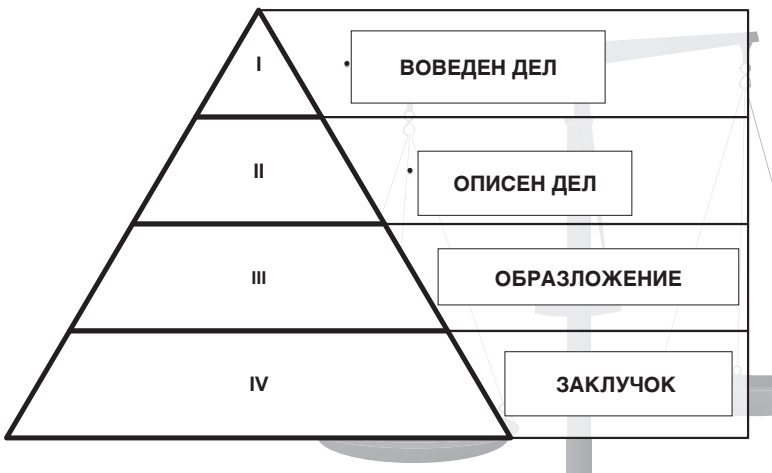 I
• ВОВЕДЕН ДЕЛ
II
• ОПИСЕН ДЕЛ
III
ОБРАЗЛОЖЕНИЕ
IV
ЗАКЛУЧОК